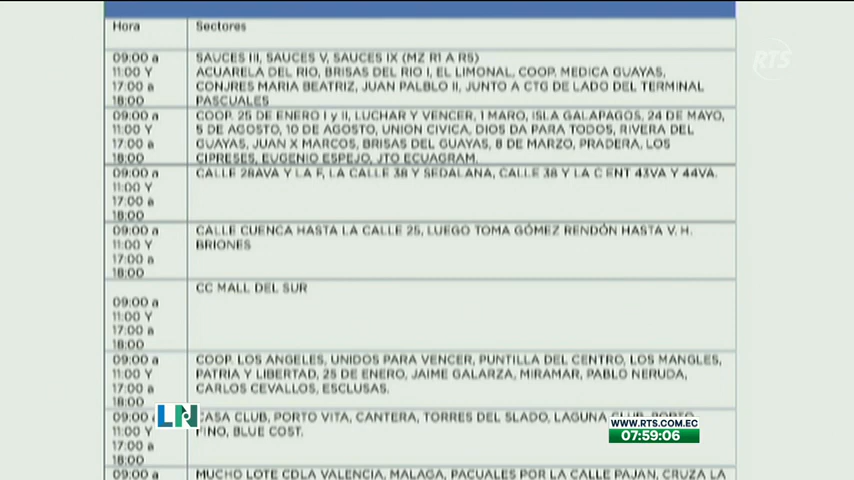 Hora Sectores
RTS
09:00 a SAUCES III, SAUCES V, SAUCES IX (MZ R1 A R5)
11:00 Y ACUARELA DEL RIO, BRISAS DEL RIO I, EL LIMONAL, COOP. MEDICA GUAYAS,
17:00 a CONJRES MARIA BEATRIZ, JUAN PALBLO II, JUNTO A CTG DE LADO DEL TERMINAL
18:00 PASCUALES
09:00 a COOP. 25 DE ENERO I y II, LUCHAR Y VENCER, 1 MARO, ISLA GALAPAGOS, 24 DE MAYO,
11:00 Y 5 DE AGOSTO, 10 DE AGOSTO, UNION CIVICA, DIOS DA PARA TODOS, RIVERA DEL
17:00 a GUAYAS, JUAN X MARCOS, BRISAS DEL GUAYAS, 8 DE MARZO, PRADERA, LOS
18:00 CIPRESES, EUGENIO ESPEJO, JTO ECUAGRAM.
09:00 a CALLE 28AVA Y LA F, LA CALLE 38 Y SEDALANA, CALLE 38 Y LA C ENT 43VA Y 44VA.
11:00 Y
17:00 a
18:00
09:00 a CALLE CUENCA HASTA LA CALLE 25, LUEGO TOMA GÓMEZ RENDÓN HASTA V. H.
11:00 Y BRIONES
17:00 a
18:00
CC MALL DEL SUR
09:00 a
11:00 Y
17:00 a
18:00
09:00 a COOP. LOS ANGELES, UNIDOS PARA VENCER, PUNTILLA DEL CENTRO, LOS MANGLES,
11:00 Y PATRIA Y LIBERTAD, 25 DE ENERO, JAIME GALARZA, MIRAMAR, PABLO NERUDA,
17:00 a CARLOS CEVALLOS, ESCLUSAS.
18:00
09:00 CASA CLUB, PORTO VITA, CANTERA, TORRES DEL SLADO, LAGUNA CLUB, PORTO
11:00 Y PINO, BLUE COST.
17:00 a
18:00
LN
WWW.RTS.COM.EC
07:59:06
09:00 a MUCHO LOTE CDLA VALENCIA, MALAGA, PACUALES POR LA CALLE PAJAN, CRUZA LA